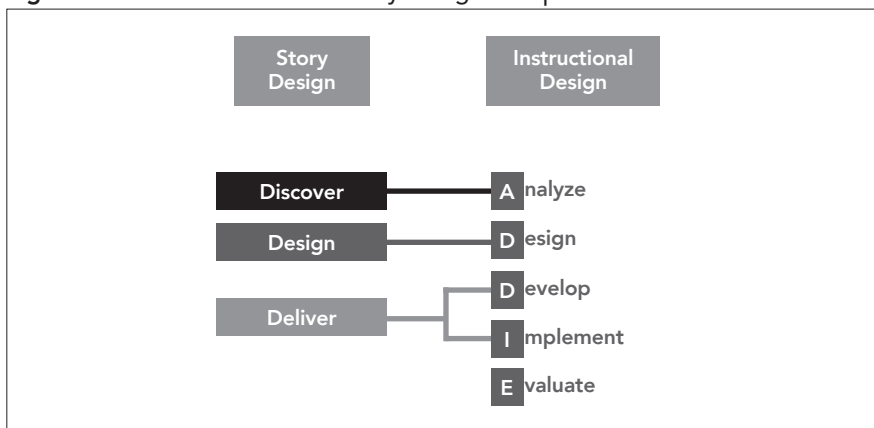 Story Instructional
Design Design
Discover Analyze
Design Design
Develop
Deliver
Implement
Evaluate